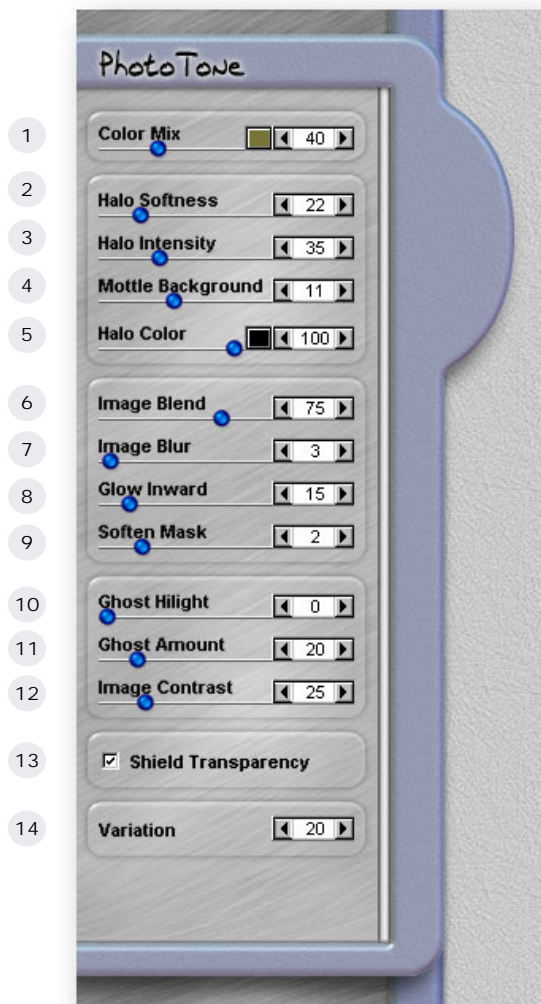 PhotoTone
1 Color Mix 40
2 Halo Softness 22
3 Halo Intensity 35
4 Mottle Background 11
5 Halo Color 100
6 Image Blend 75
7 Image Blur 3
8 Glow Inward 15
9 Soften Mask 2
10 Ghost Hilight 0
11 Ghost Amount 20
12 Image Contrast 25
13 Shield Transparency
14 Variation 20